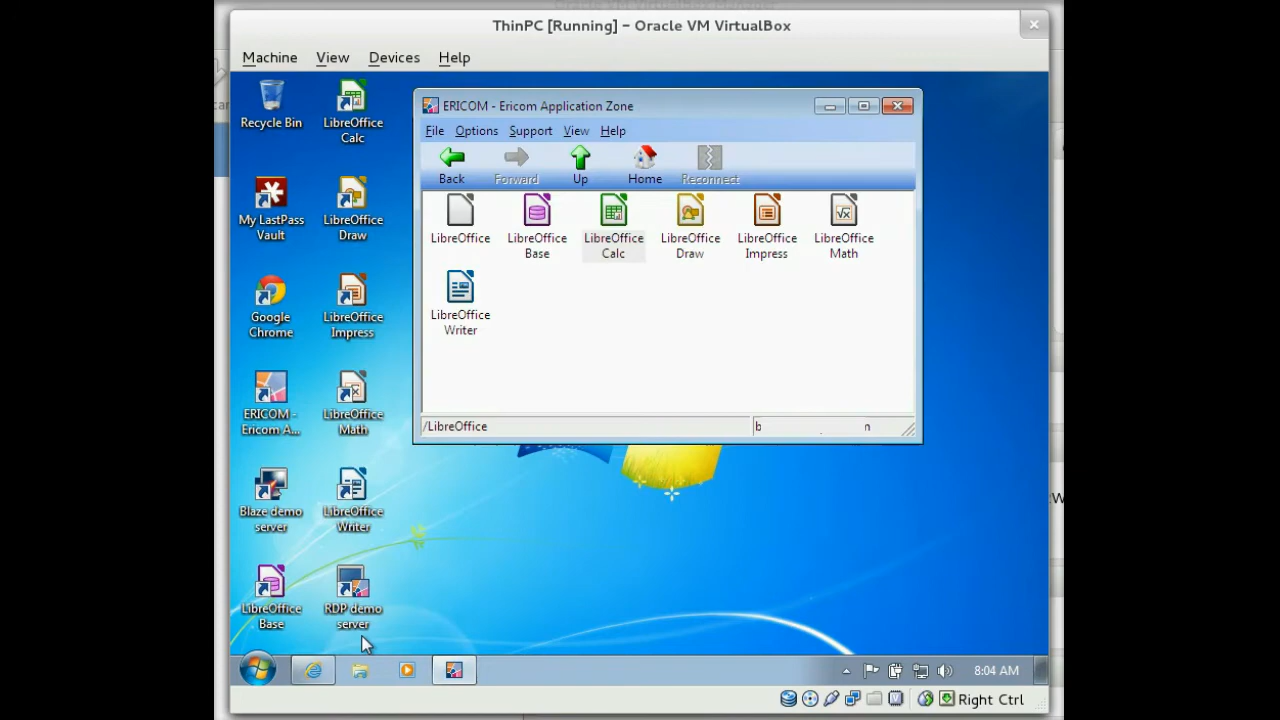 ThinPC [Running] – Oracle VM VirtualBox
Machine View Devices Help
Recycle Bin
LibreOffice
Calc
My LastPass
Vault
LibreOffice
Draw
Google
Chrome
LibreOffice
Impress
ERICOM -
Ericom A...
LibreOffice
Math
Blaze demo
server
LibreOffice
Writer
LibreOffice
Base
RDP demo
server
ERICOM - Ericom Application Zone
File Options Support View Help
Back Forward Up Home Reconnect
LibreOffice
LibreOffice
Base
LibreOffice
Calc
LibreOffice
Draw
LibreOffice
Impress
LibreOffice
Math
LibreOffice
Writer
/LibreOffice
b n
8:04 AM
Right Ctrl